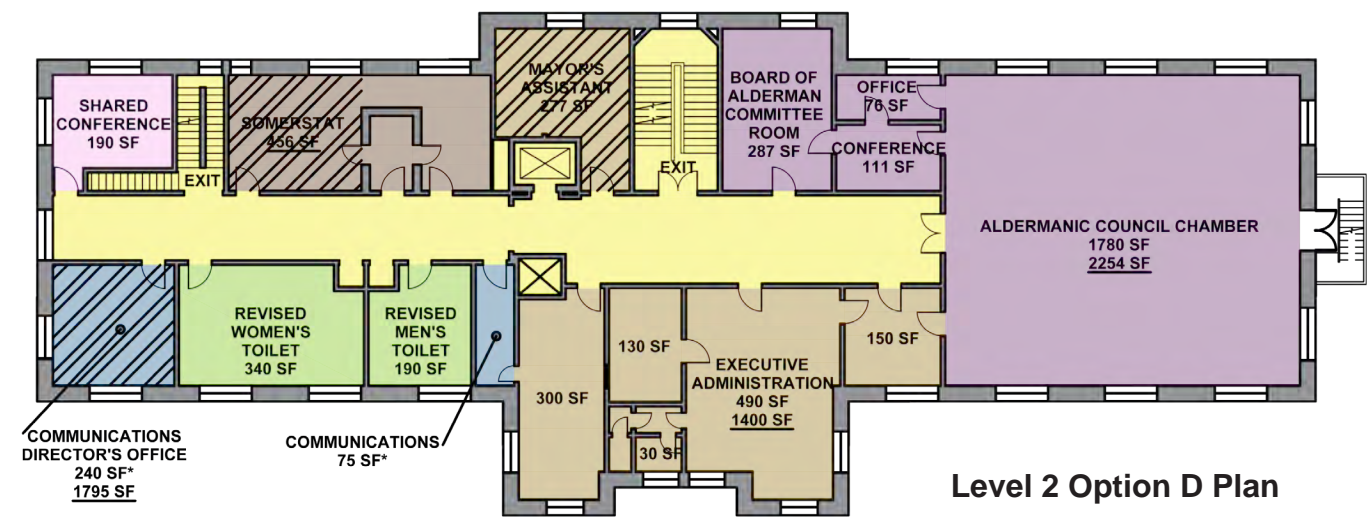 SHARED
CONFERENCE
190 SF
EXIT
SOMERSTAT
456 SF
MAYOR'S
ASSISTANT
277 SF
EXIT
BOARD OF
ALDERMAN
COMMITTEE
ROOM
287 SF
OFFICE
76 SF
CONFERENCE
111 SF
ALDERMANIC COUNCIL CHAMBER
1780 SF
2254 SF
REVISED
WOMEN'S
TOILET
340 SF
REVISED
MEN'S
TOILET
190 SF
300 SF
130 SF
30 SF
EXECUTIVE
ADMINISTRATION
490 SF
1400 SF
150 SF
COMMUNICATIONS
DIRECTOR'S OFFICE
240 SF*
1795 SF
COMMUNICATIONS
75 SF*
Level 2 Option D Plan